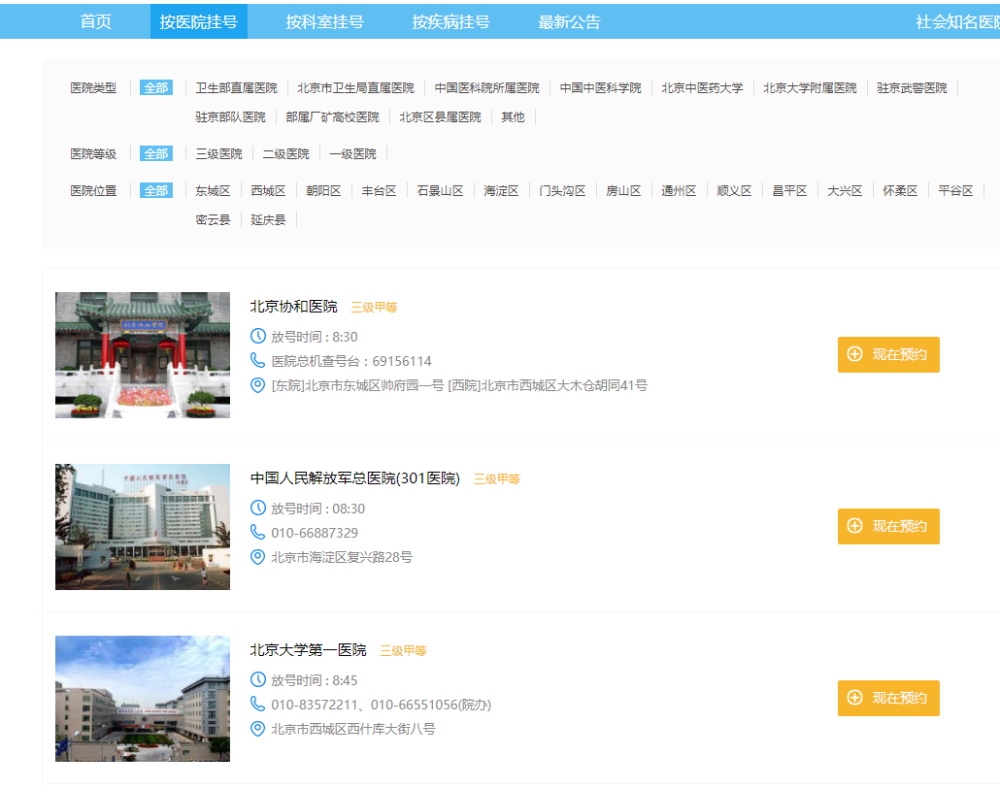 首页 按医院挂号 按科室挂号 按疾病挂号 最新公告 社会知名医院
医院类型 全部 卫生部直属医院 北京市卫生局直属医院 中国医科院所属医院 中国中医科学院 北京中医药大学 北京大学附属医院 驻京武警医院
驻京部队医院 部属厂矿高校医院 北京区县属医院 其他
医院等级 全部 三级医院 二级医院 一级医院
医院位置 全部 东城区 西城区 朝阳区 丰台区 石景山区 海淀区 门头沟区 房山区 通州区 顺义区 昌平区 大兴区 怀柔区 平谷区
密云县 延庆县
北京协和医院 三级甲等
放号时间 : 8:30
医院总机查号台：69156114
现在预约
[东院]北京市东城区帅府园一号 [西院]北京市西城区大木仓胡同41号
中国人民解放军总医院(301医院) 三级甲等
放号时间 : 08:30
010-66887329
现在预约
北京市海淀区复兴路28号
北京大学第一医院 三级甲等
放号时间 : 8:45
010-83572211、010-66551056(院办)
现在预约
北京市西城区西什库大街八号